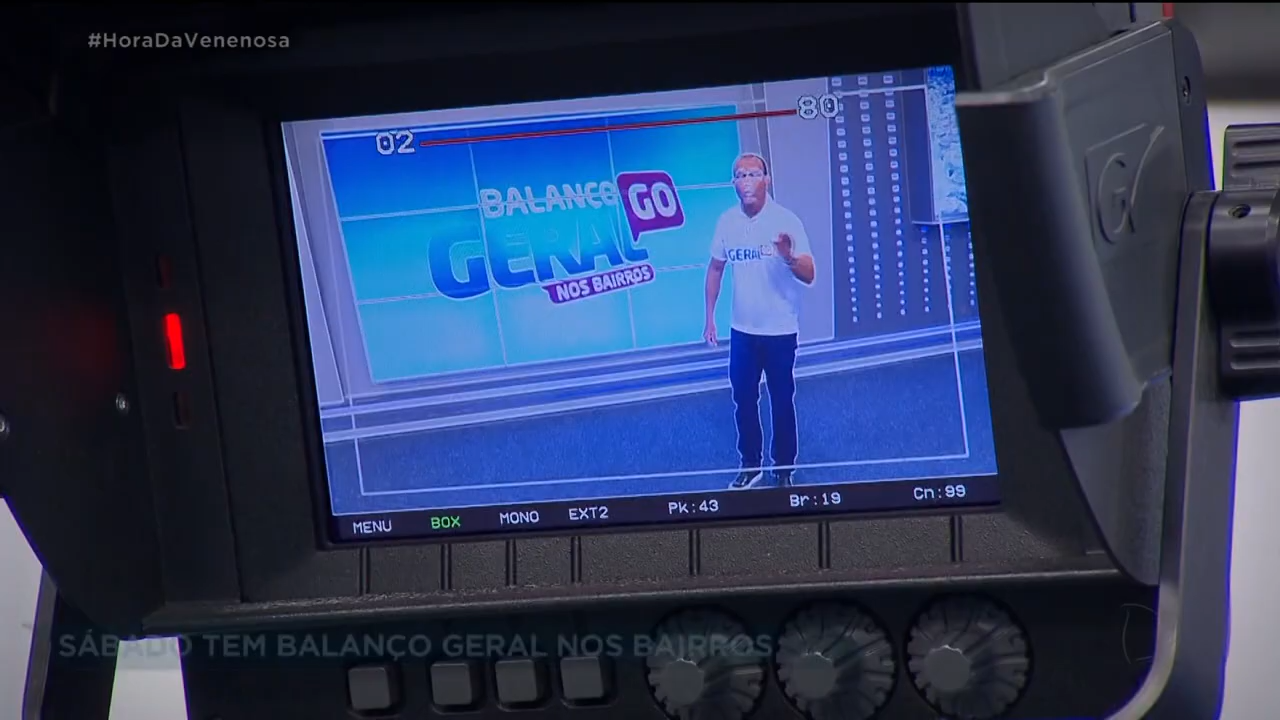 #HoraDaVenenosa
02
80
BALANÇO GO
GERAL
NOS BAIRROS
GERAL
MENU BOX MONO EXT2 Pk:43 Br:19 Cn:99
SÁBADO TEM BALANÇO GERAL NOS BAIRROS